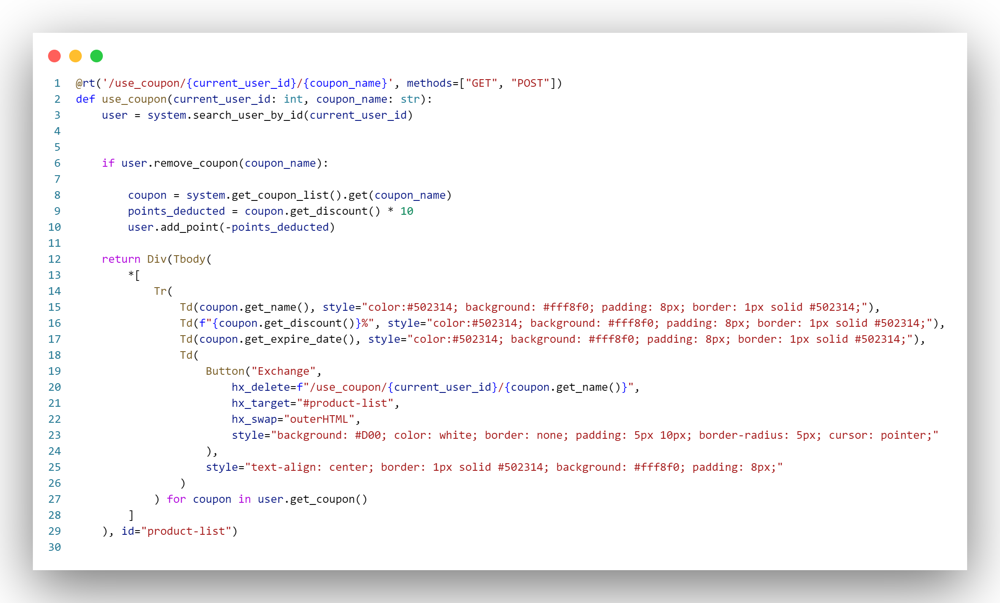 1 @rt('/use_coupon/{current_user_id}/{coupon_name}', methods=["GET", "POST"])
2 def use_coupon(current_user_id: int, coupon_name: str):
3     user = system.search_user_by_id(current_user_id)
4
5
6     if user.remove_coupon(coupon_name):
7
8         coupon = system.get_coupon_list().get(coupon_name)
9         points_deducted = coupon.get_discount() * 10
10         user.add_point(-points_deducted)
11
12     return Div(Tbody(
13         *[
14             Tr(
15                 Td(coupon.get_name(), style="color:#502314; background: #fff8f0; padding: 8px; border: 1px solid #502314;"),
16                 Td(f"{coupon.get_discount()}%", style="color:#502314; background: #fff8f0; padding: 8px; border: 1px solid #502314;"),
17                 Td(coupon.get_expire_date(), style="color:#502314; background: #fff8f0; padding: 8px; border: 1px solid #502314;"),
18                 Td(
19                     Button("Exchange",
20                         hx_delete=f"/use_coupon/{current_user_id}/{coupon.get_name()}",
21                         hx_target="#product-list",
22                         hx_swap="outerHTML",
23                         style="background: #D00; color: white; border: none; padding: 5px 10px; border-radius: 5px; cursor: pointer;"
24                     ),
25                     style="text-align: center; border: 1px solid #502314; background: #fff8f0; padding: 8px;"
26                 )
27             ) for coupon in user.get_coupon()
28         ]
29     ), id="product-list")
30